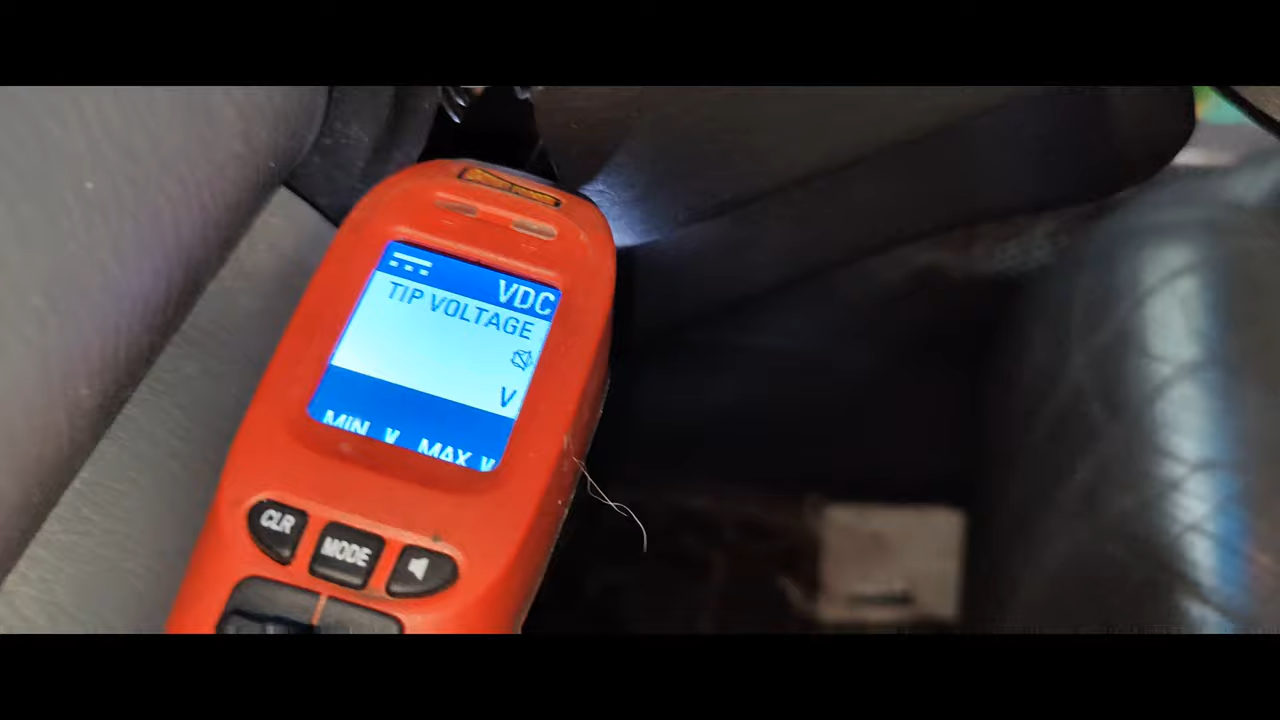 VDC
TIP VOLTAGE
V
MIN V MAX V
CLR
MODE